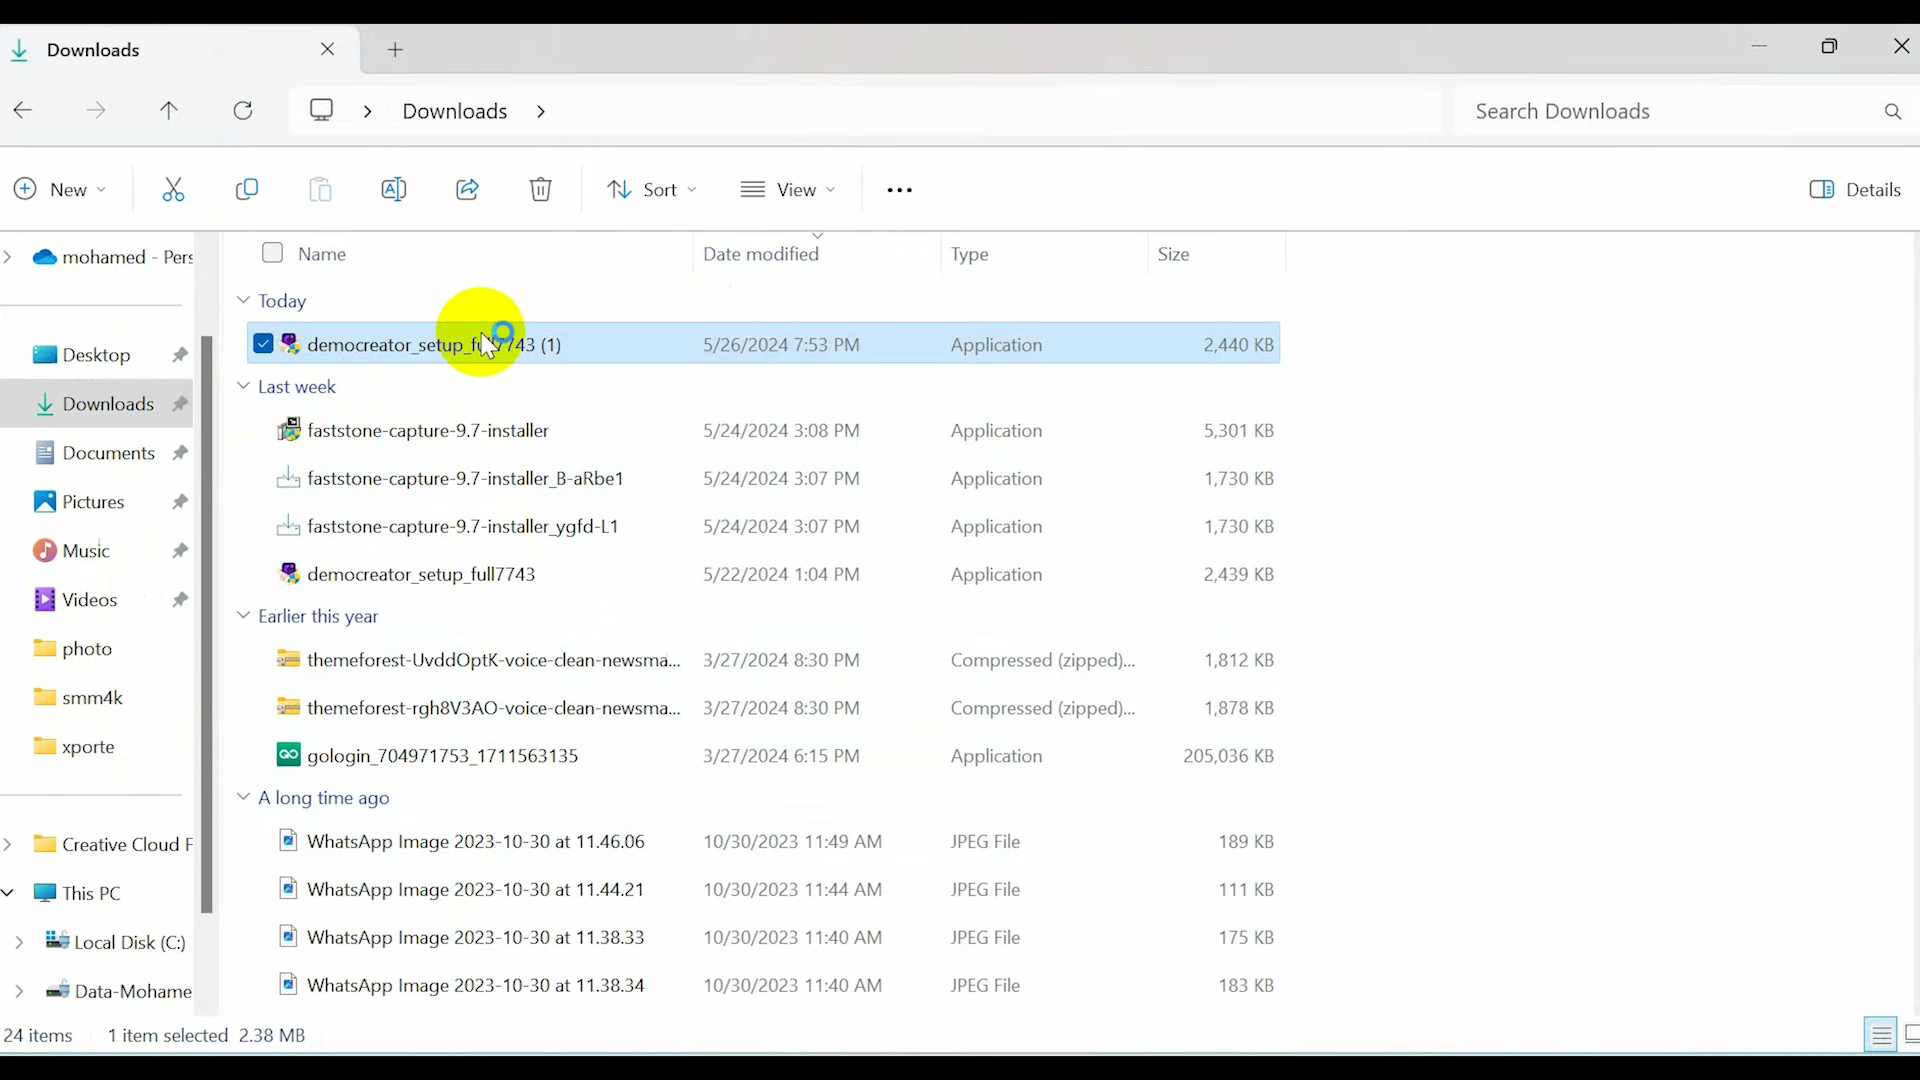 Downloads
Downloads
Search Downloads
New
Sort
View
Details
mohamed - Pers
Desktop
Downloads
Documents
Pictures
Music
Videos
photo
smm4k
xporte
Creative Cloud F
This PC
Local Disk (C:)
Data-Mohame
Name Date modified Type Size
Today
democreator_setup_full7743 (1) 5/26/2024 7:53 PM Application 2,440 KB
Last week
faststone-capture-9.7-installer 5/24/2024 3:08 PM Application 5,301 KB
faststone-capture-9.7-installer_B-aRbe1 5/24/2024 3:07 PM Application 1,730 KB
faststone-capture-9.7-installer_ygfd-L1 5/24/2024 3:07 PM Application 1,730 KB
democreator_setup_full7743 5/22/2024 1:04 PM Application 2,439 KB
Earlier this year
themeforest-UvddOptK-voice-clean-newsma... 3/27/2024 8:30 PM Compressed (zipped)... 1,812 KB
themeforest-rgh8V3AO-voice-clean-newsma... 3/27/2024 8:30 PM Compressed (zipped)... 1,878 KB
gologin_704971753_1711563135 3/27/2024 6:15 PM Application 205,036 KB
A long time ago
WhatsApp Image 2023-10-30 at 11.46.06 10/30/2023 11:49 AM JPEG File 189 KB
WhatsApp Image 2023-10-30 at 11.44.21 10/30/2023 11:44 AM JPEG File 111 KB
WhatsApp Image 2023-10-30 at 11.38.33 10/30/2023 11:40 AM JPEG File 175 KB
WhatsApp Image 2023-10-30 at 11.38.34 10/30/2023 11:40 AM JPEG File 183 KB
24 items 1 item selected 2.38 MB